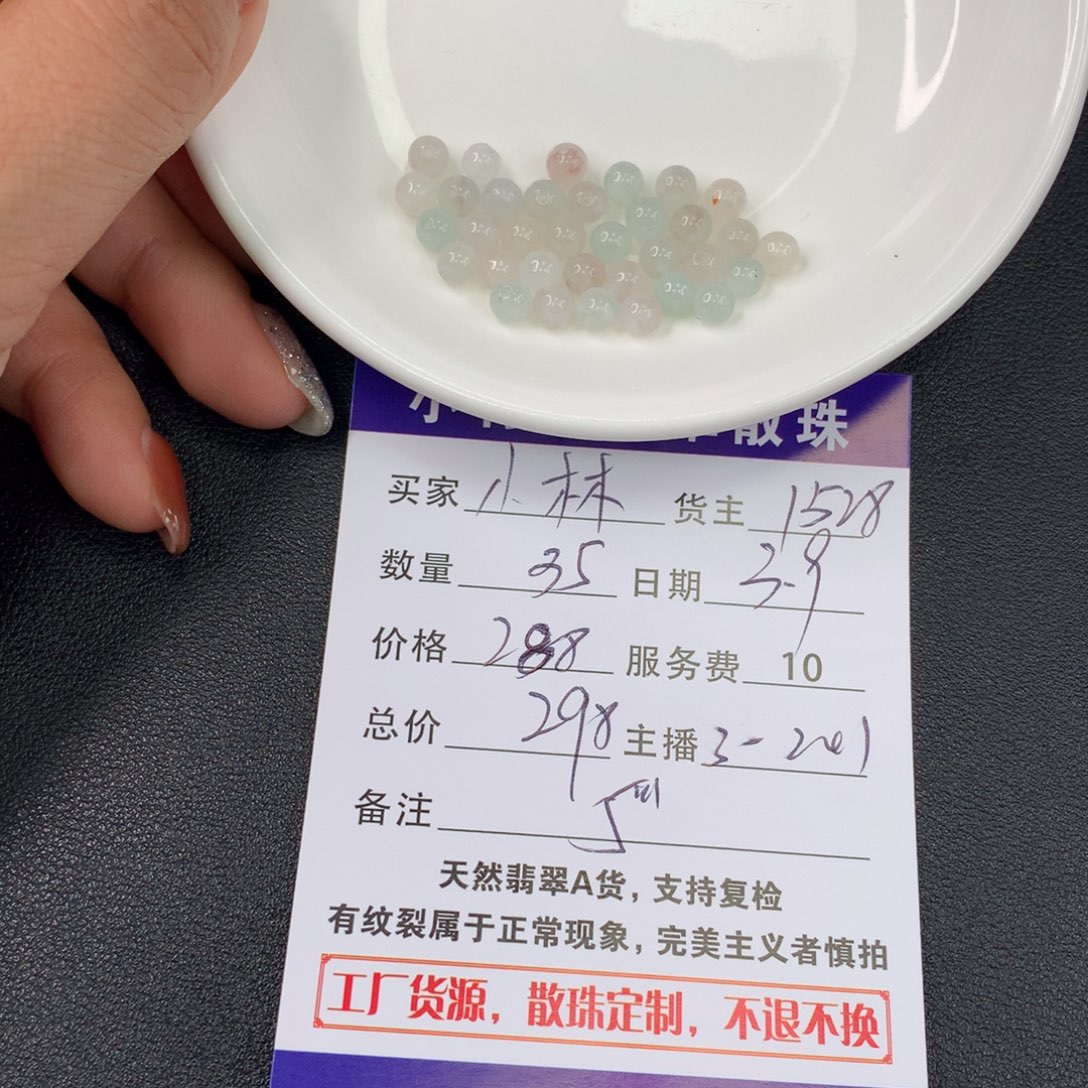 散珠
买家 小林 货主 1528
数量 35 日期 3-9
价格 288 服务费 10
总价 298 主播 3-201
备注 5
天然翡翠A货，支持复检
有纹裂属于正常现象，完美主义者慎拍
工厂货源，散珠定制，不退不换